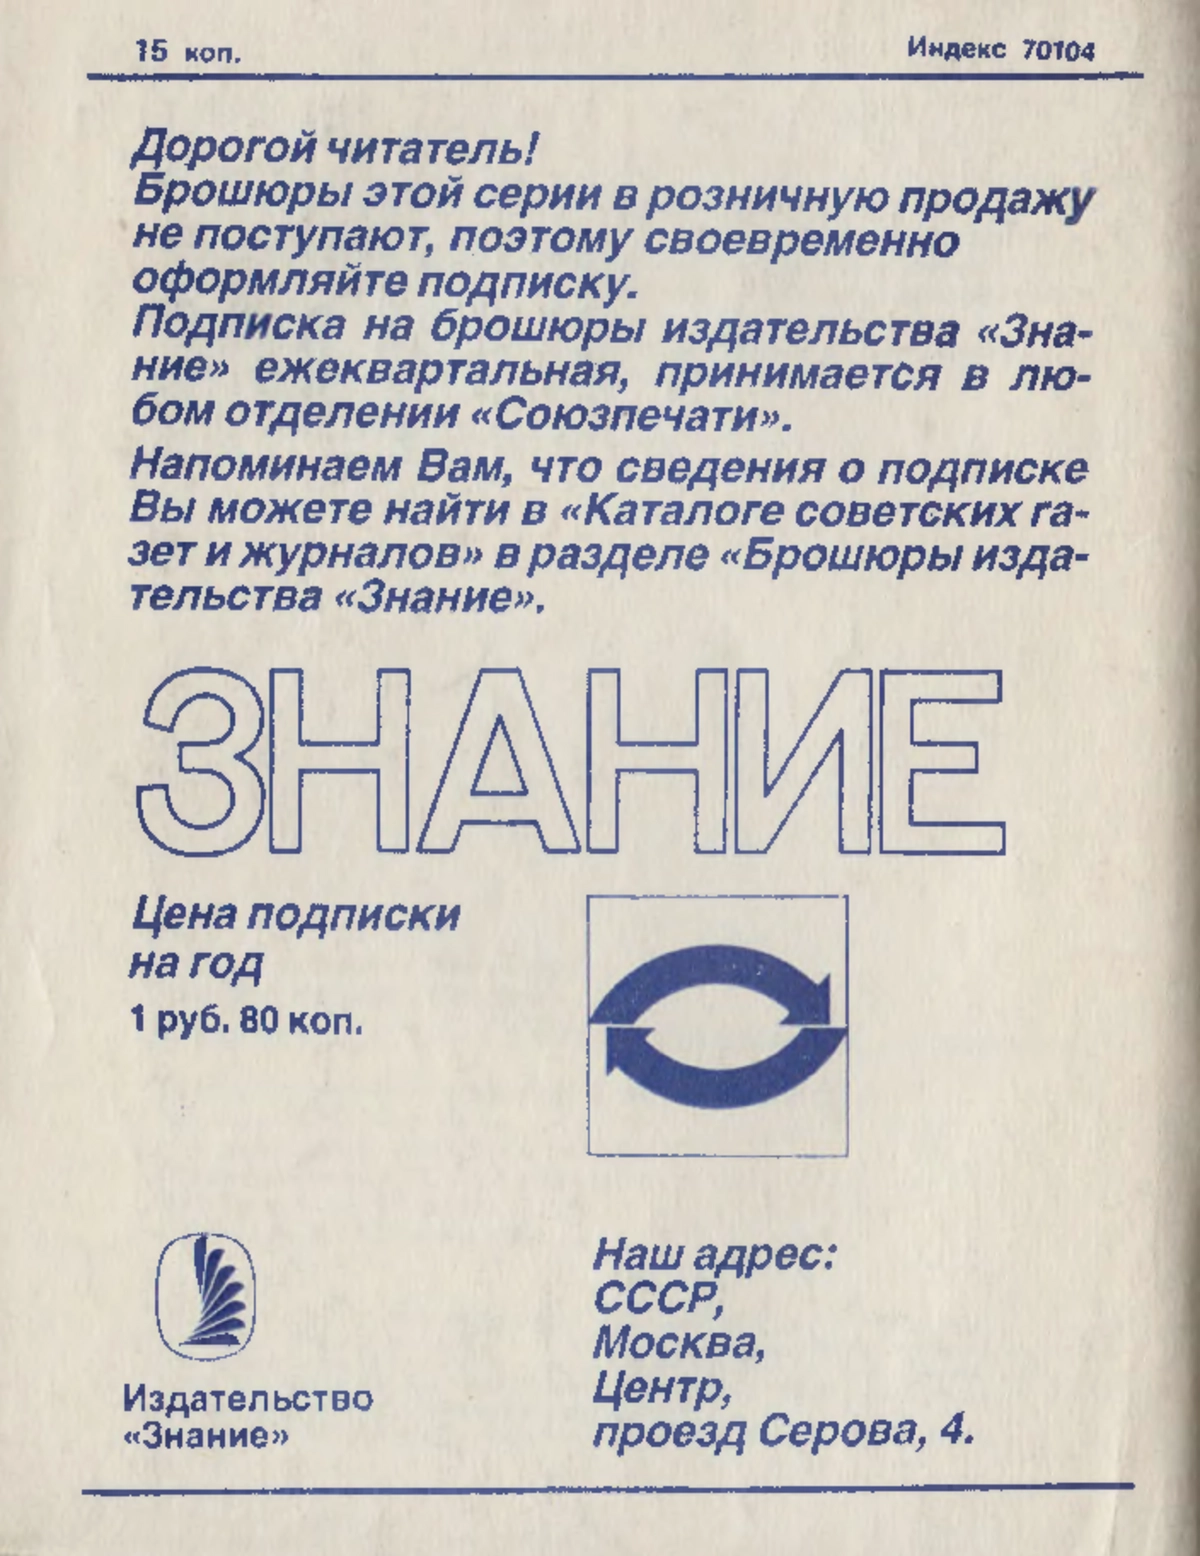 15 коп.
Индекс 70104
Дорогой читатель!
Брошюры этой серии в розничную продажу
не поступают, поэтому своевременно
оформляйте подписку.
Подписка на брошюры издательства «Зна-
ние» ежеквартальная, принимается в лю-
бом отделении «Союзпечати».
Напоминаем Вам, что сведения о подписке
Вы можете найти в «Каталоге советских га-
зет и журналов» в разделе «Брошюры изда-
тельства «Знание».
ЗНАНИЕ
Цена подписки
на год
1 руб. 80 коп.
Издательство
«Знание»
Наш адрес:
СССР,
Москва,
Центр,
проезд Серова, 4.